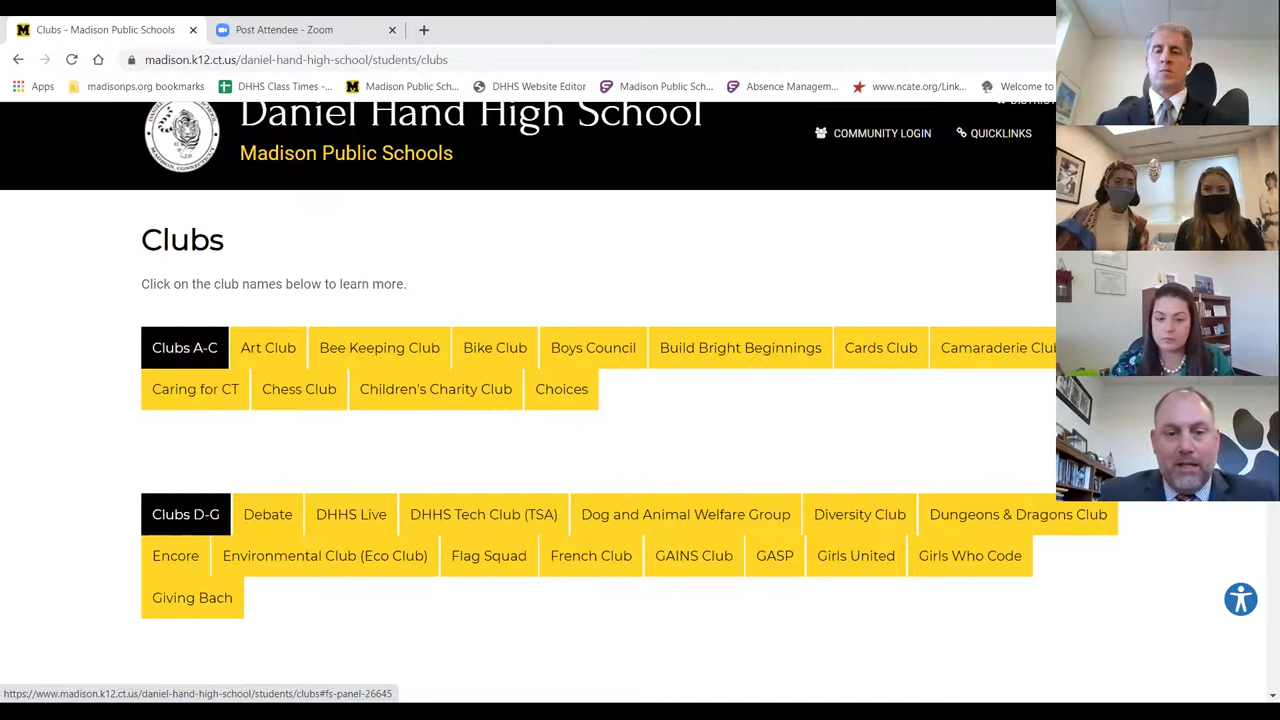 Clubs - Madison Public Schools
Post Attendee - Zoom
madison.k12.ct.us/daniel-hand-high-school/students/clubs
Apps madisonps.org bookmarks DHHS Class Times -... Madison Public Sch... DHHS Website Editor Madison Public Sch... Absence Managem... www.ncate.org/Link... Welcome to
Daniel Hand High School
Madison Public Schools
COMMUNITY LOGIN QUICKLINKS
Clubs
Click on the club names below to learn more.
Clubs A-C Art Club Bee Keeping Club Bike Club Boys Council Build Bright Beginnings Cards Club Camaraderie Club
Caring for CT Chess Club Children's Charity Club Choices
Clubs D-G Debate DHHS Live DHHS Tech Club (TSA) Dog and Animal Welfare Group Diversity Club Dungeons & Dragons Club
Encore Environmental Club (Eco Club) Flag Squad French Club GAINS Club GASP Girls United Girls Who Code
Giving Bach
https://www.madison.k12.ct.us/daniel-hand-high-school/students/clubs#fs-panel-26645